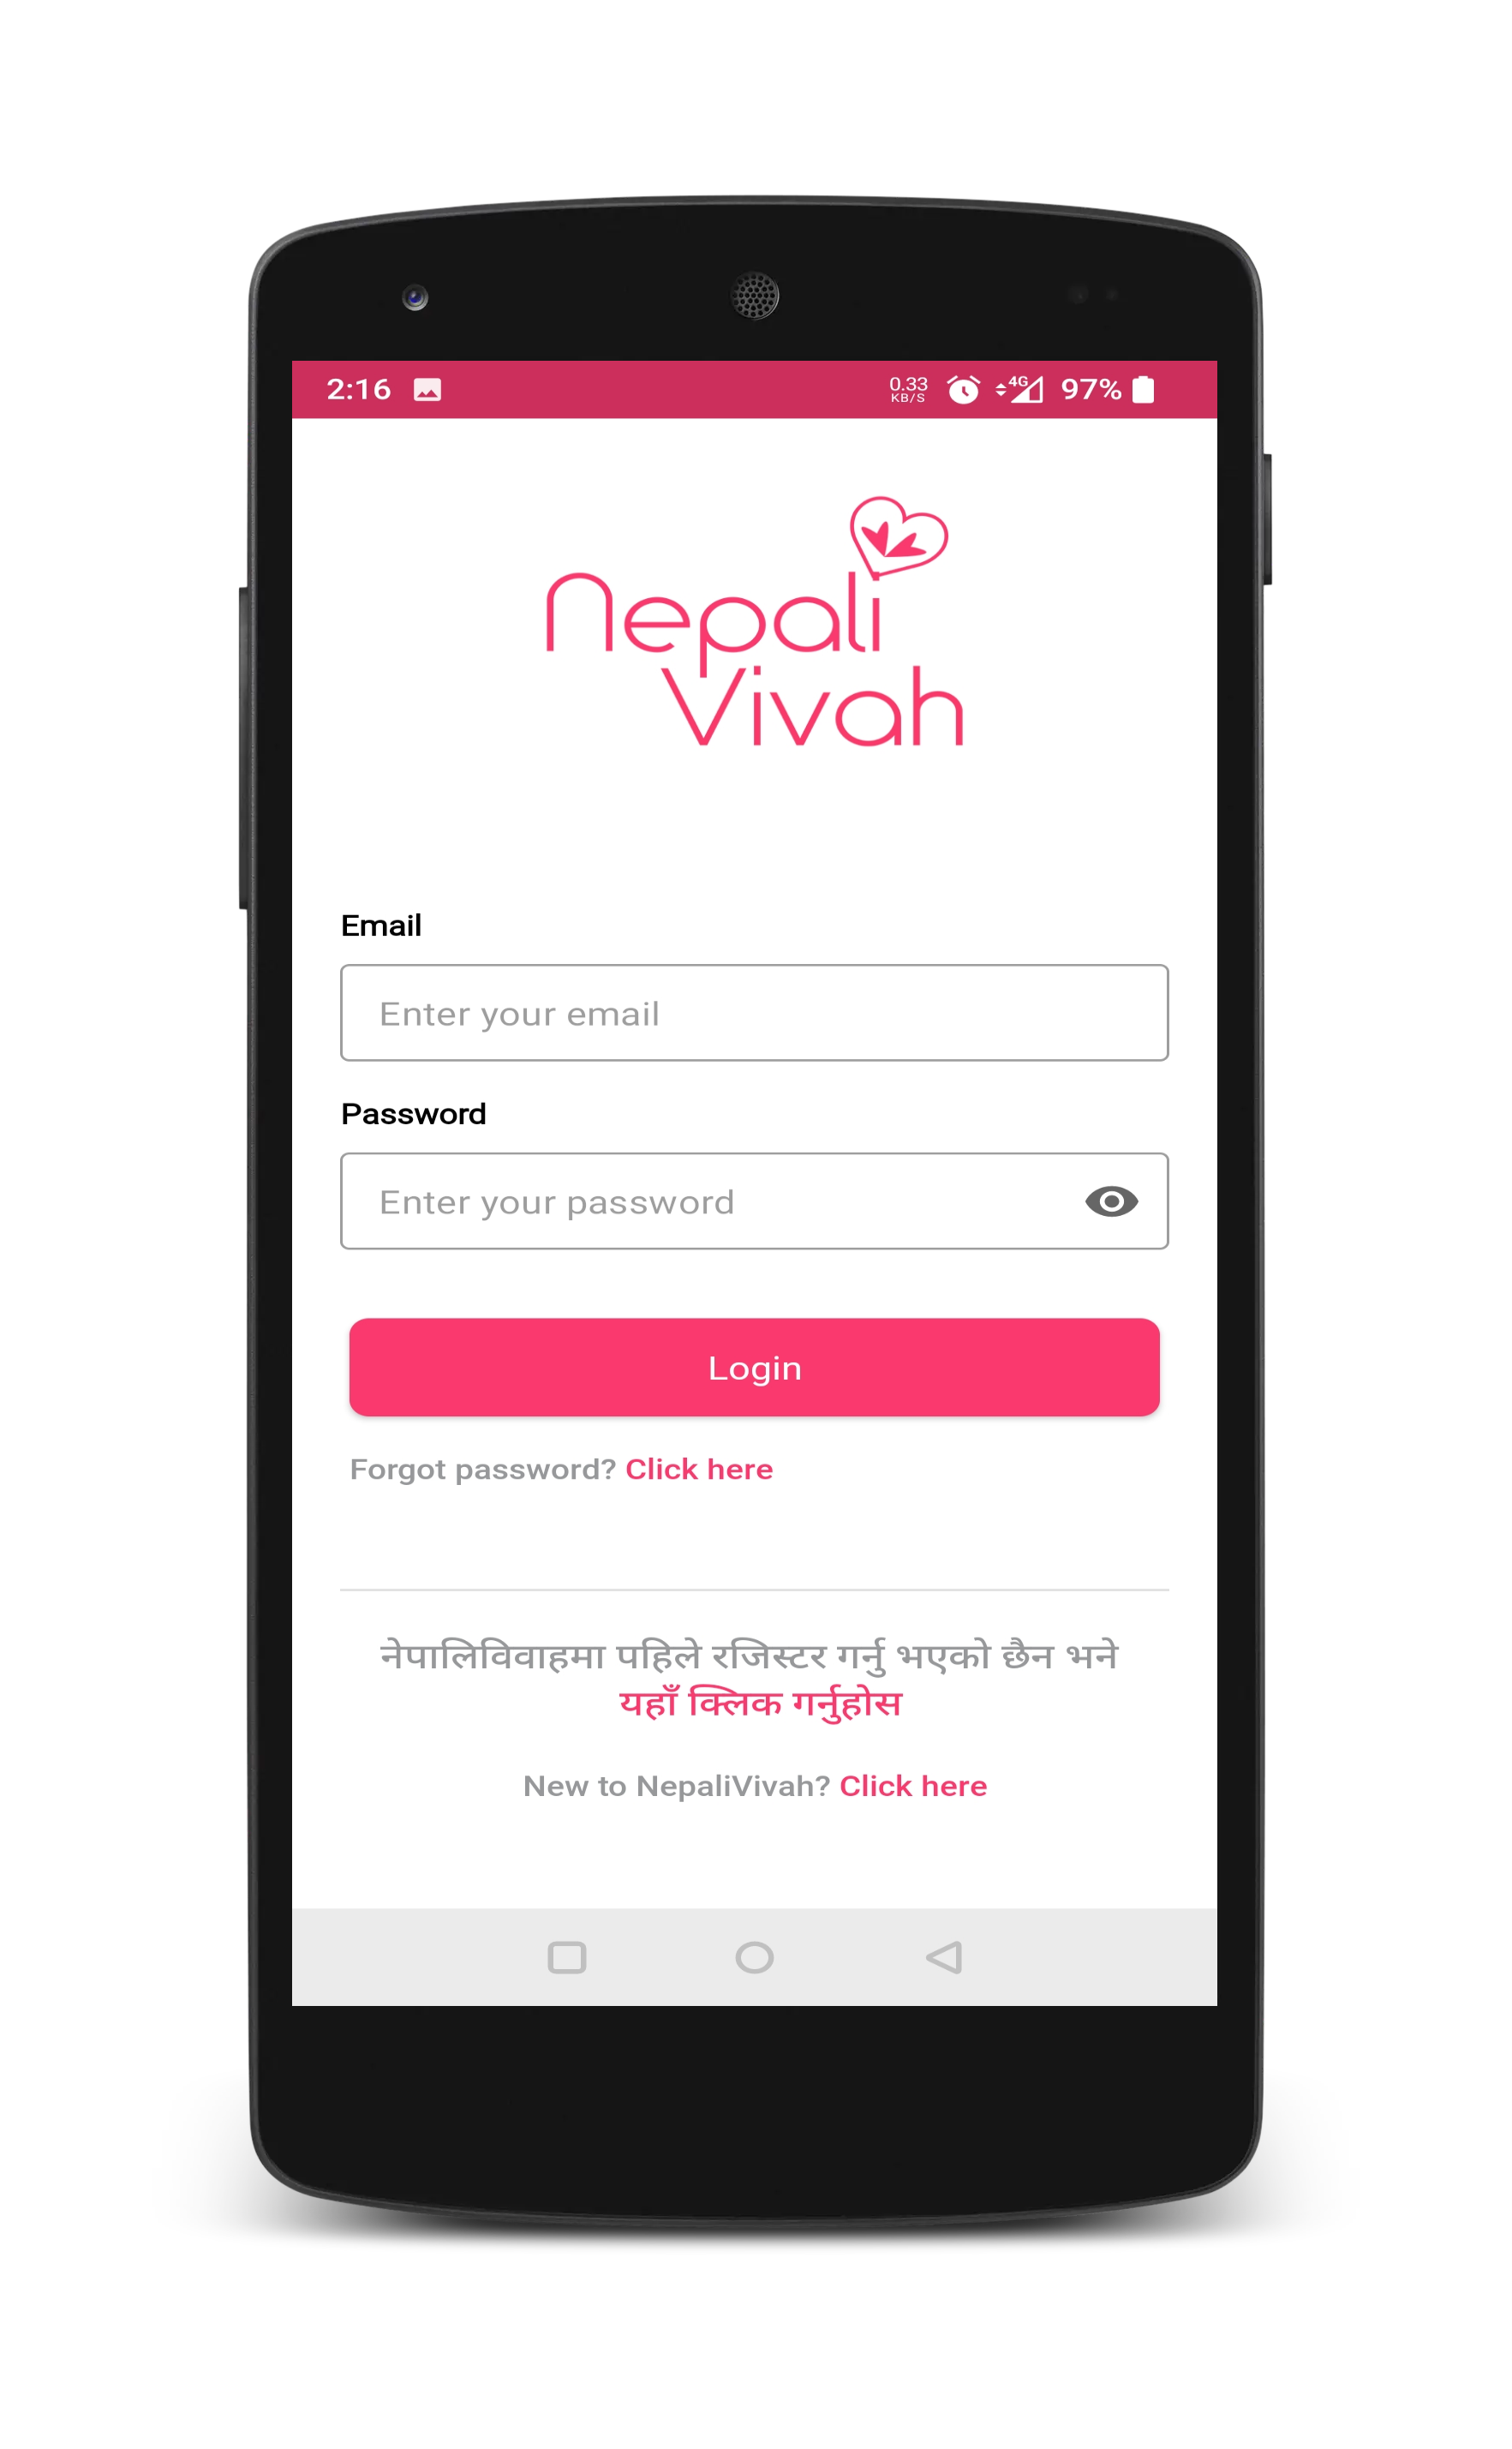 2:16 0.33 KB/S 4G 97%
Nepali
Vivah
Email
Enter your email
Password
Enter your password
Login
Forgot password? Click here
नेपालिविवाहमा पहिले रजिस्टर गर्नु भएको छैन भने
यहाँ क्लिक गर्नुहोस
New to NepaliVivah? Click here